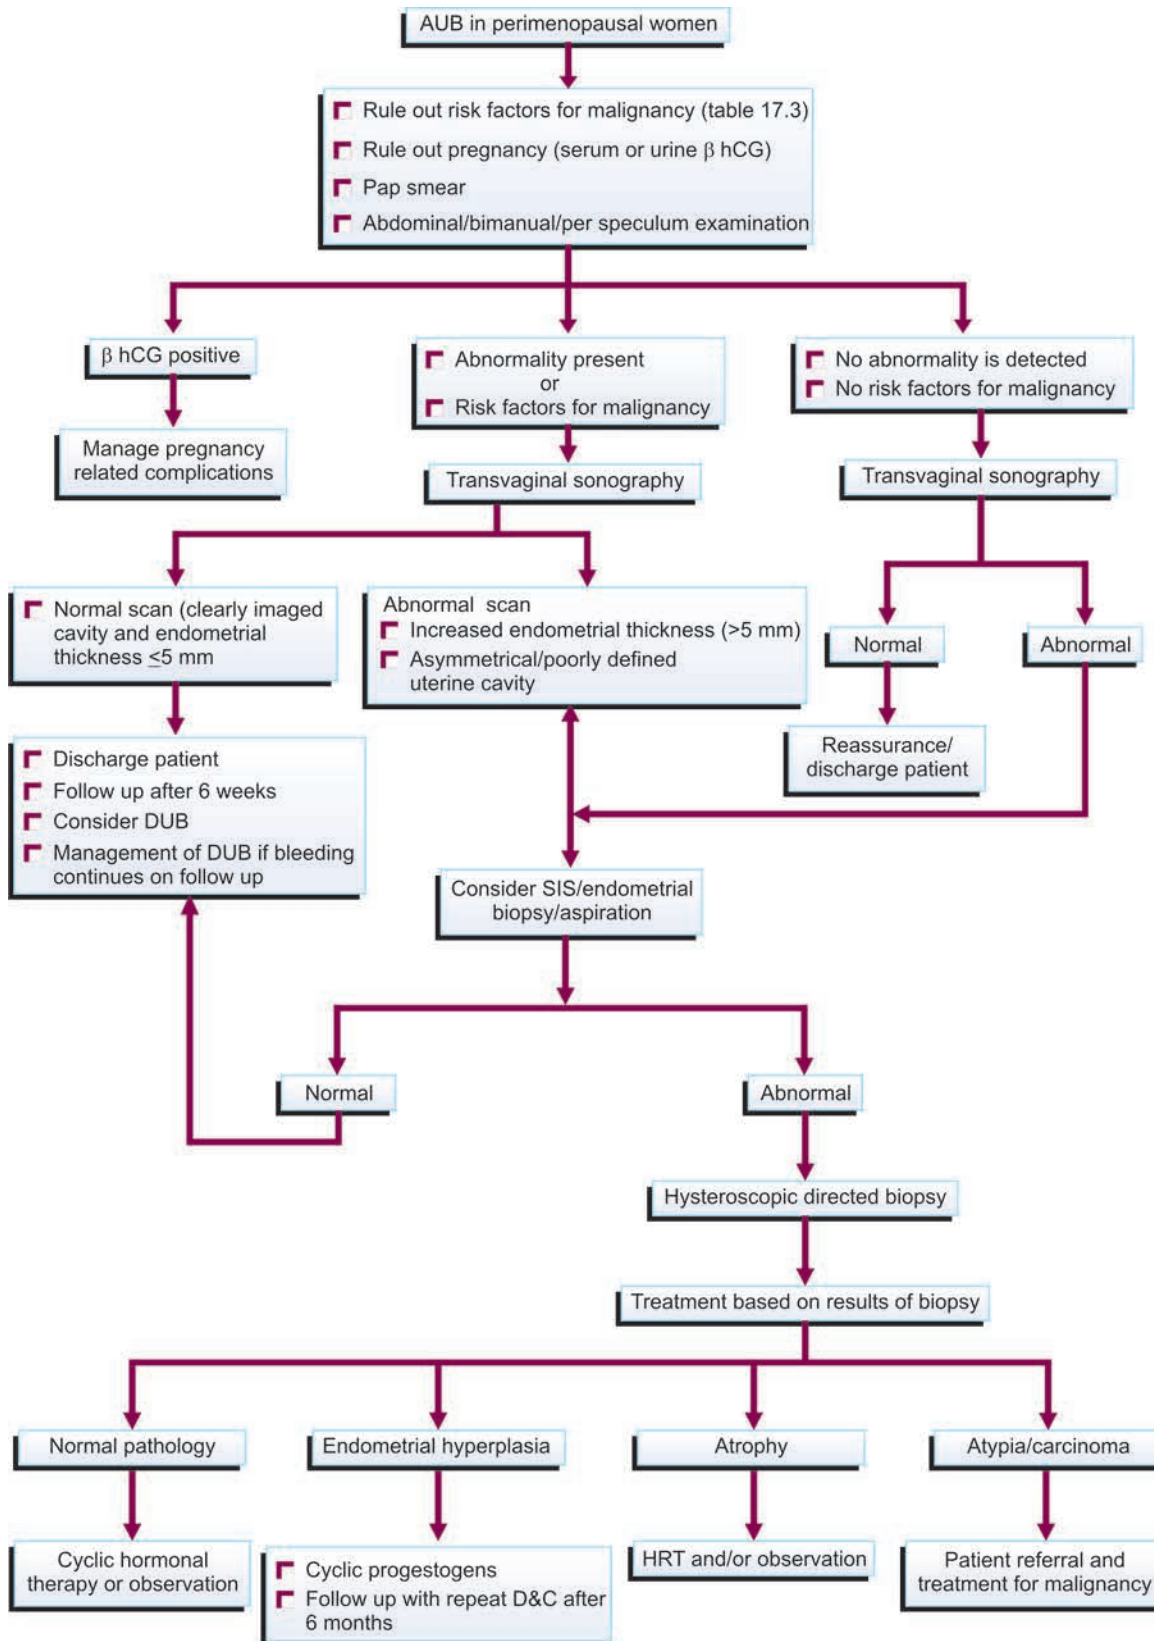 AUB in perimenopausal women
Rule out risk factors for malignancy (table 17.3)
Rule out pregnancy (serum or urine β hCG)
Pap smear
Abdominal/bimanual/per speculum examination
β hCG positive
Abnormality present
or
Risk factors for malignancy
No abnormality is detected
No risk factors for malignancy
Manage pregnancy
related complications
Transvaginal sonography
Transvaginal sonography
Normal scan (clearly imaged
cavity and endometrial
thickness ≤5 mm
Abnormal scan
Increased endometrial thickness (>5 mm)
Asymmetrical/poorly defined
uterine cavity
Normal
Abnormal
Discharge patient
Follow up after 6 weeks
Consider DUB
Management of DUB if bleeding
continues on follow up
Reassurance/
discharge patient
Consider SIS/endometrial
biopsy/aspiration
Normal
Abnormal
Hysteroscopic directed biopsy
Treatment based on results of biopsy
Normal pathology
Endometrial hyperplasia
Atrophy
Atypia/carcinoma
Cyclic hormonal
therapy or observation
Cyclic progestogens
Follow up with repeat D&C after
6 months
HRT and/or observation
Patient referral and
treatment for malignancy